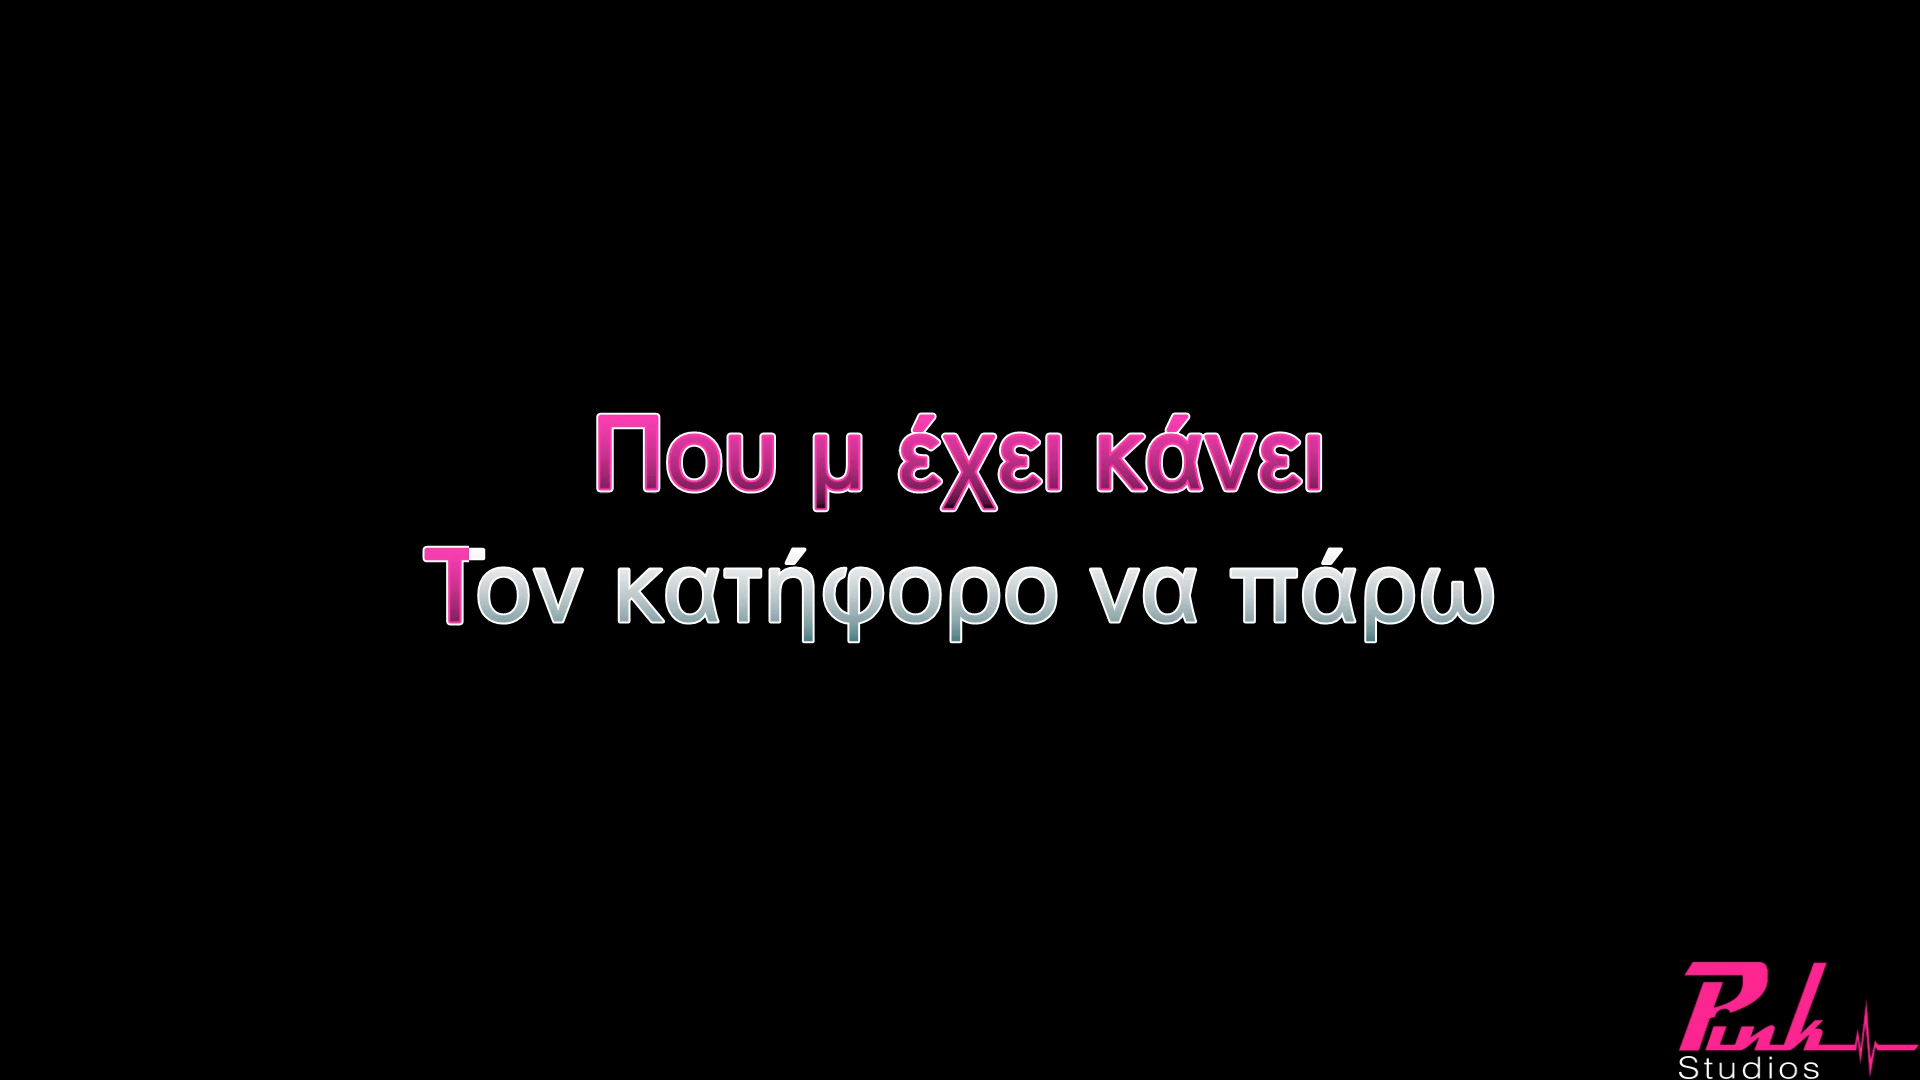 Που μ έχει κάνει
Τον κατήφορο να πάρω
Pink
Studios